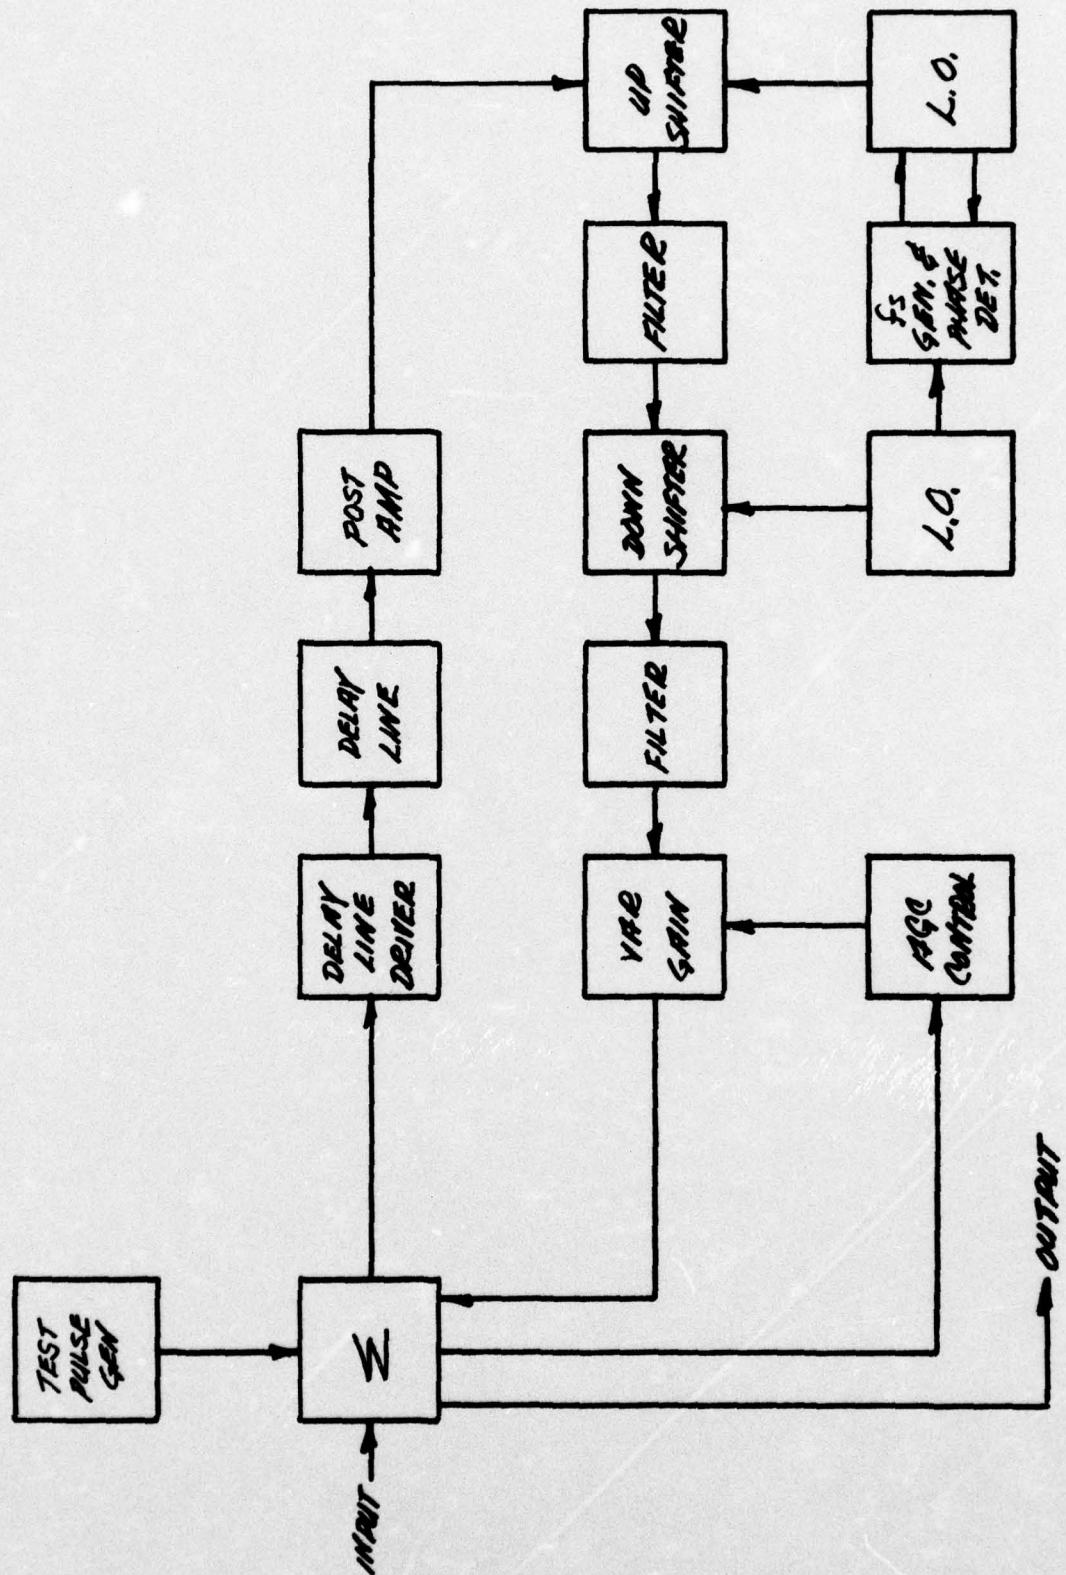 TEST
PULSE
GEN
INPUT
Σ
DELAY
LINE
DRIVER
DELAY
LINE
POST
AMP
VAR
GAIN
FILTER
DOWN
SHIFTER
FILTER
UP
SHIFTER
OUTPUT
AGC
CONTROL
L.O.
fs
GEN. &
PHASE
DET.
L.O.